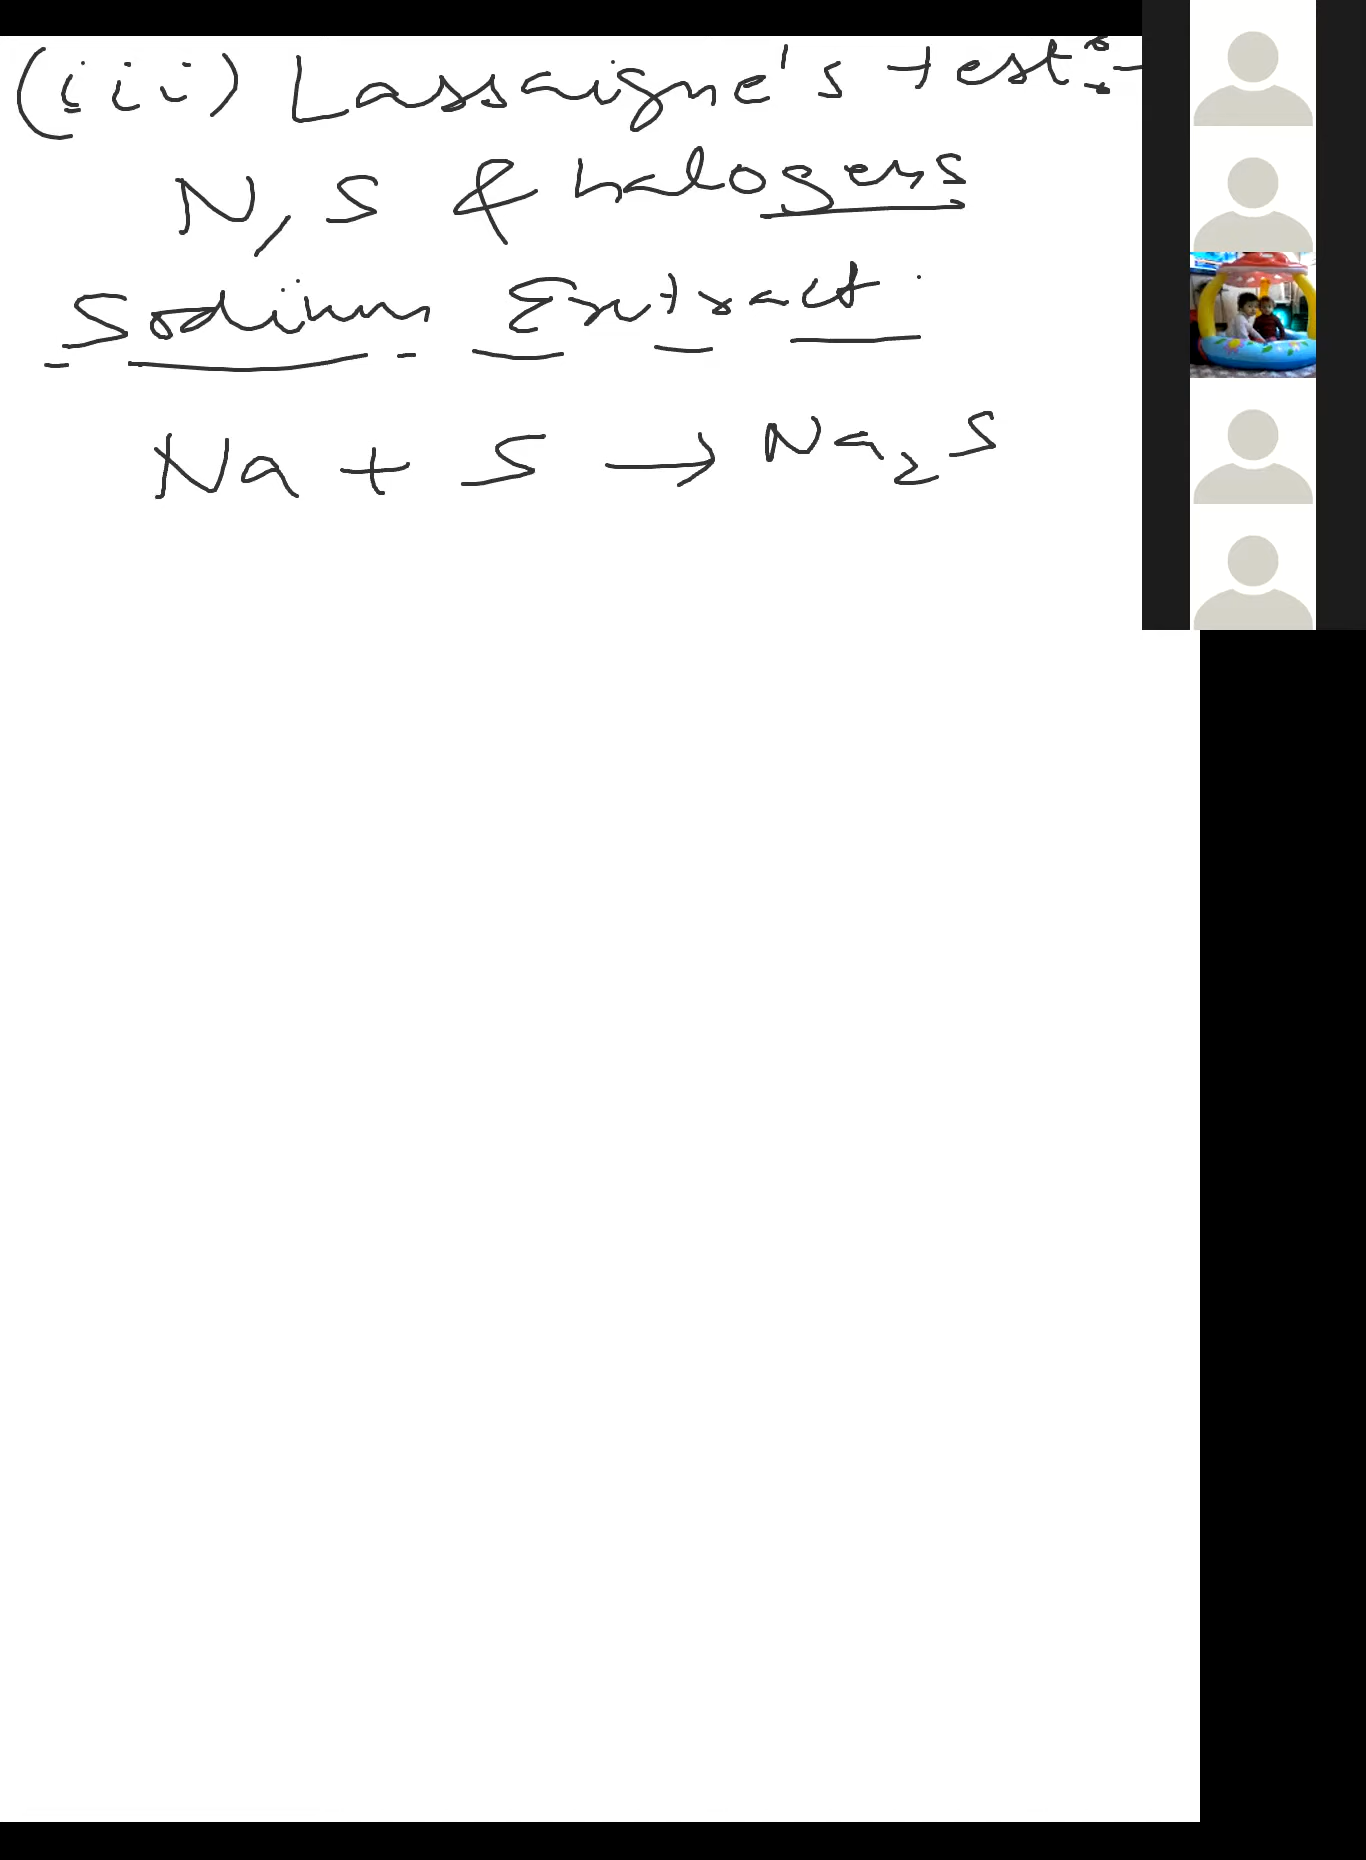 (iii) Lassaigne's test:-
N, S & halogens
Sodium Extract
Na + S → Na₂S